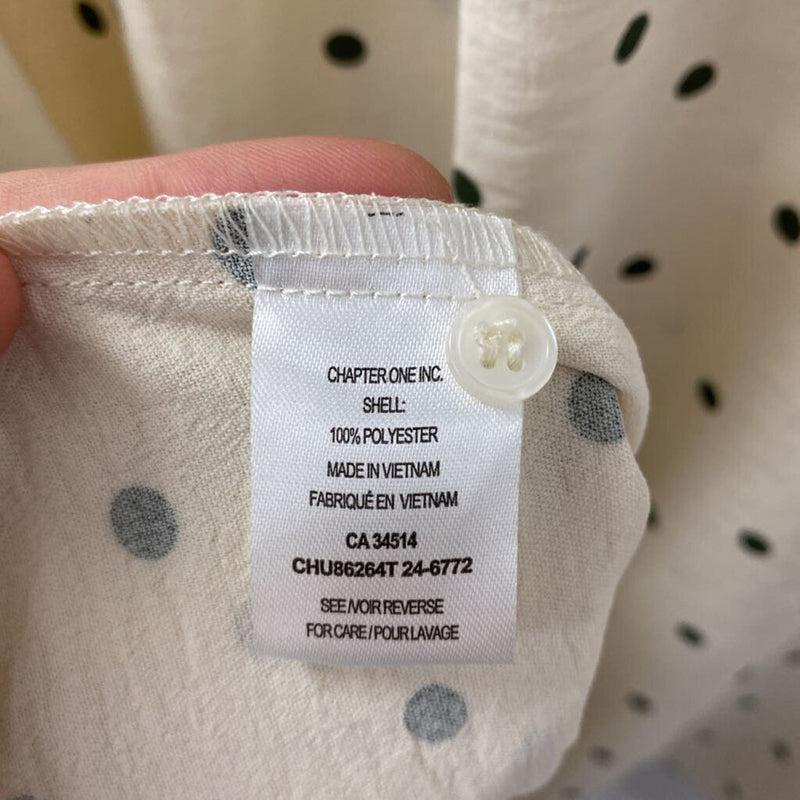 CHAPTER ONE INC.
SHELL:
100% POLYESTER
MADE IN VIETNAM
FABRIQUÉ EN VIETNAM
CA 34514
CHU86264T 24-6772
SEE/VOIR REVERSE
FOR CARE / POUR LAVAGE